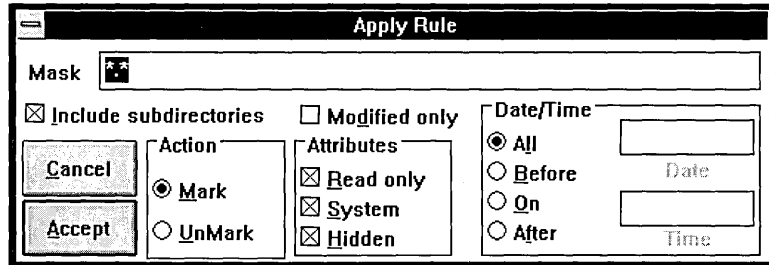 Apply Rule
Mask *.*
Include subdirectories
Modified only
Cancel
Accept
Action
Mark
UnMark
Attributes
Read only
System
Hidden
Date/Time
All
Before
On
After
Date
Time